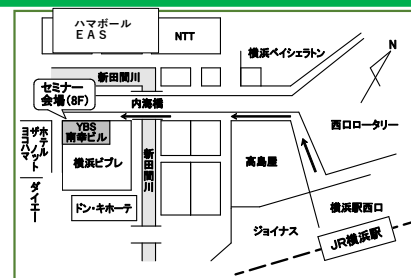 ハマボール
ＥＡＳ
NTT
横浜ベイシェラトン
N
新田間川
セミナー
会場(8F)
内海橋
西口ロータリー
YBS
南幸ビル
ホテル
ザ・ノット
ヨコハマ
横浜ビブレ
新田間川
高島屋
ダイエー
ドン・キホーテ
横浜駅西口
ジョイナス
JR横浜駅